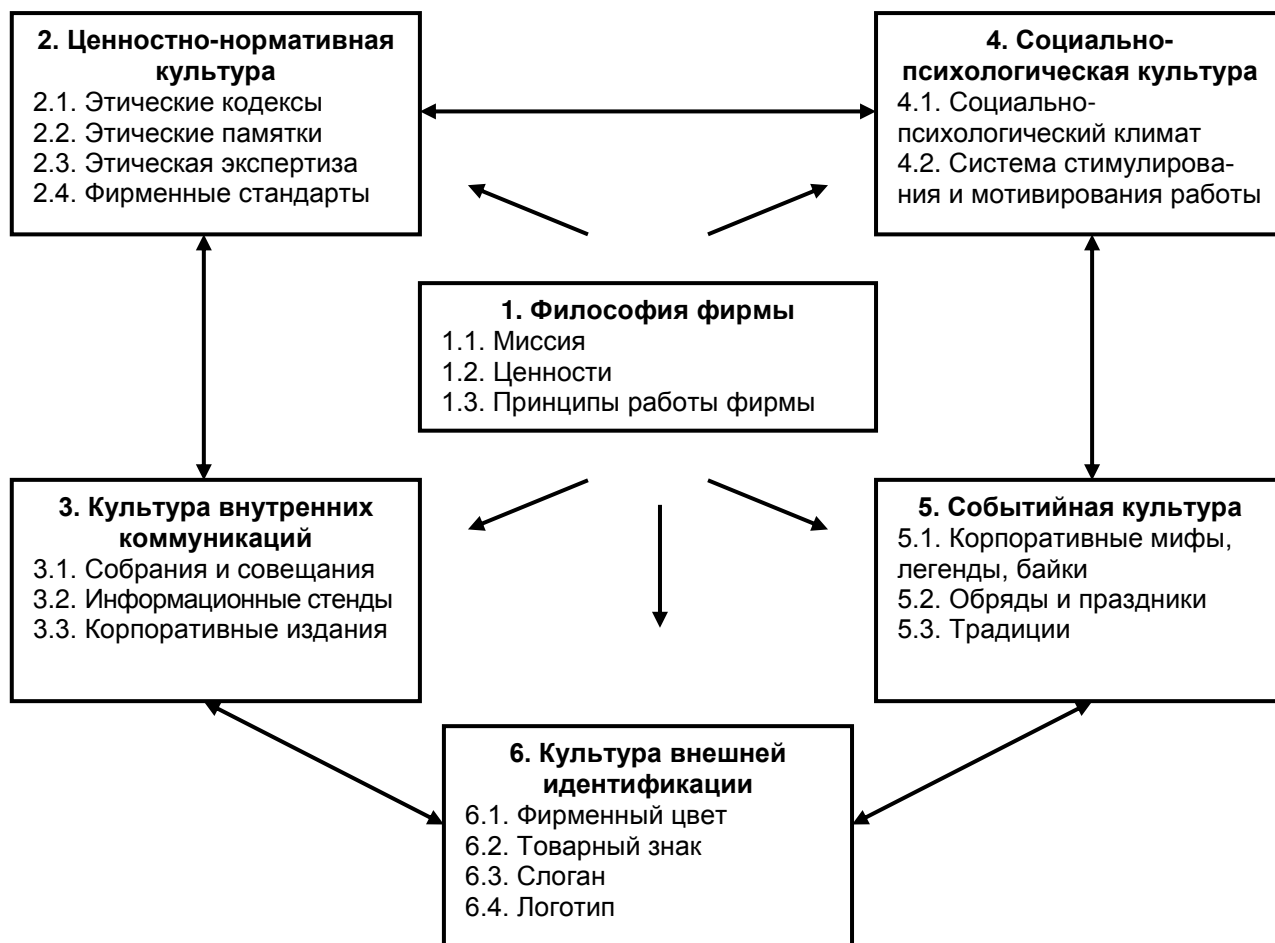 2. Ценностно-нормативная
культура
2.1. Этические кодексы
2.2. Этические памятки
2.3. Этическая экспертиза
2.4. Фирменные стандарты
4. Социально-
психологическая культура
4.1. Социально-
психологический климат
4.2. Система стимулирова-
ния и мотивирования работы
1. Философия фирмы
1.1. Миссия
1.2. Ценности
1.3. Принципы работы фирмы
3. Культура внутренних
коммуникаций
3.1. Собрания и совещания
3.2. Информационные стенды
3.3. Корпоративные издания
5. Событийная культура
5.1. Корпоративные мифы,
легенды, байки
5.2. Обряды и праздники
5.3. Традиции
6. Культура внешней
идентификации
6.1. Фирменный цвет
6.2. Товарный знак
6.3. Слоган
6.4. Логотип